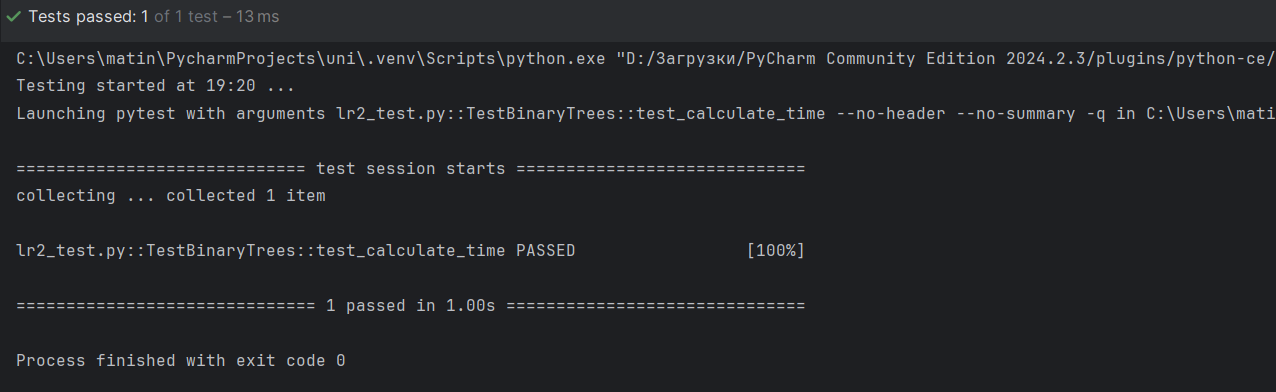 Tests passed: 1 of 1 test – 13 ms
C:\Users\matin\PycharmProjects\uni\.venv\Scripts\python.exe "D:/Загрузки/PyCharm Community Edition 2024.2.3/plugins/python-ce/
Testing started at 19:20 ...
Launching pytest with arguments lr2_test.py::TestBinaryTrees::test_calculate_time --no-header --no-summary -q in C:\Users\mati
============================= test session starts =============================
collecting ... collected 1 item
lr2_test.py::TestBinaryTrees::test_calculate_time PASSED                 [100%]
============================== 1 passed in 1.00s ==============================
Process finished with exit code 0